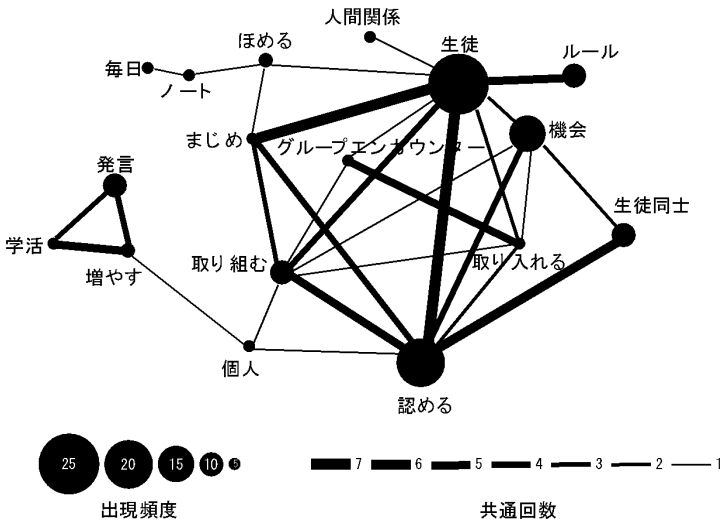 人間関係
生徒
ほめる
ルール
毎日
ノート
機会
まじめ
グループエンカウンター
発言
生徒同士
学活
取り組む
取り入れる
増やす
個人
認める
25 20 15 10 5
7 6 5 4 3 2 1
出現頻度
共通回数